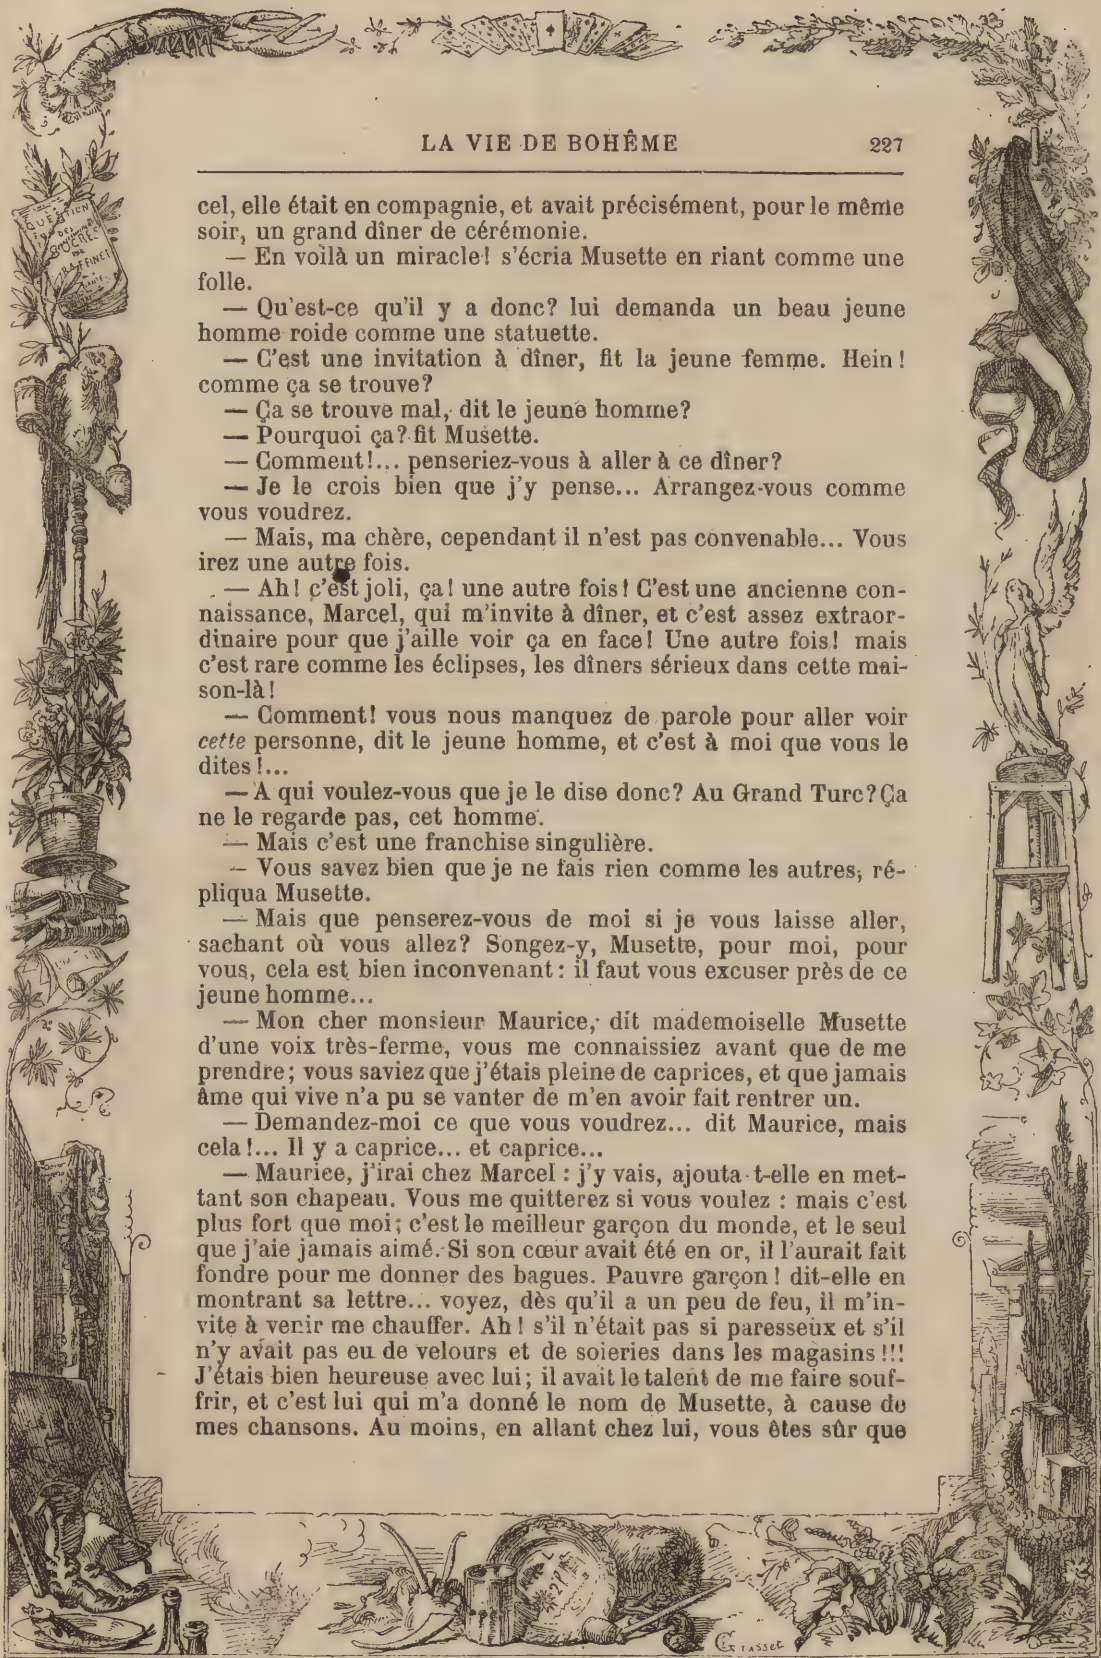 LA VIE DE BOHÊME 227
cel, elle était en compagnie, et avait précisément, pour le même
soir, un grand dîner de cérémonie.
— En voilà un miracle! s'écria Musette en riant comme une
folle.
— Qu'est-ce qu'il y a donc? lui demanda un beau jeune
homme roide comme une statuette.
— C'est une invitation à dîner, fit la jeune femme. Hein!
comme ça se trouve?
— Ça se trouve mal, dit le jeune homme?
— Pourquoi ça? fit Musette.
— Comment!... penseriez-vous à aller à ce dîner?
— Je le crois bien que j'y pense... Arrangez-vous comme
vous voudrez.
— Mais, ma chère, cependant il n'est pas convenable... Vous
irez une autre fois.
— Ah! c'est joli, ça! une autre fois! C'est une ancienne con-
naissance, Marcel, qui m'invite à dîner, et c'est assez extraor-
dinaire pour que j'aille voir ça en face! Une autre fois! mais
c'est rare comme les éclipses, les dîners sérieux dans cette mai-
son-là!
— Comment! vous nous manquez de parole pour aller voir
cette personne, dit le jeune homme, et c'est à moi que vous le
dites!...
— A qui voulez-vous que je le dise donc? Au Grand Turc? Ça
ne le regarde pas, cet homme.
— Mais c'est une franchise singulière.
— Vous savez bien que je ne fais rien comme les autres, ré-
pliqua Musette.
— Mais que penserez-vous de moi si je vous laisse aller,
sachant où vous allez? Songez-y, Musette, pour moi, pour
vous, cela est bien inconvenant : il faut vous excuser près de ce
jeune homme...
— Mon cher monsieur Maurice, dit mademoiselle Musette
d'une voix très-ferme, vous me connaissiez avant que de me
prendre; vous saviez que j'étais pleine de caprices, et que jamais
âme qui vive n'a pu se vanter de m'en avoir fait rentrer un.
— Demandez-moi ce que vous voudrez... dit Maurice, mais
cela!... Il y a caprice... et caprice...
— Maurice, j'irai chez Marcel : j'y vais, ajouta-t-elle en met-
tant son chapeau. Vous me quitterez si vous voulez : mais c'est
plus fort que moi; c'est le meilleur garçon du monde, et le seul
que j'aie jamais aimé. Si son cœur avait été en or, il l'aurait fait
fondre pour me donner des bagues. Pauvre garçon! dit-elle en
montrant sa lettre... voyez, dès qu'il a un peu de feu, il m'in-
vite à venir me chauffer. Ah! s'il n'était pas si paresseux et s'il
n'y avait pas eu de velours et de soieries dans les magasins!!!
J'étais bien heureuse avec lui; il avait le talent de me faire souf-
frir, et c'est lui qui m'a donné le nom de Musette, à cause de
mes chansons. Au moins, en allant chez lui, vous êtes sûr que
QUESTION
DES
SUCRES
PAR
RAFFINET
GRASSET